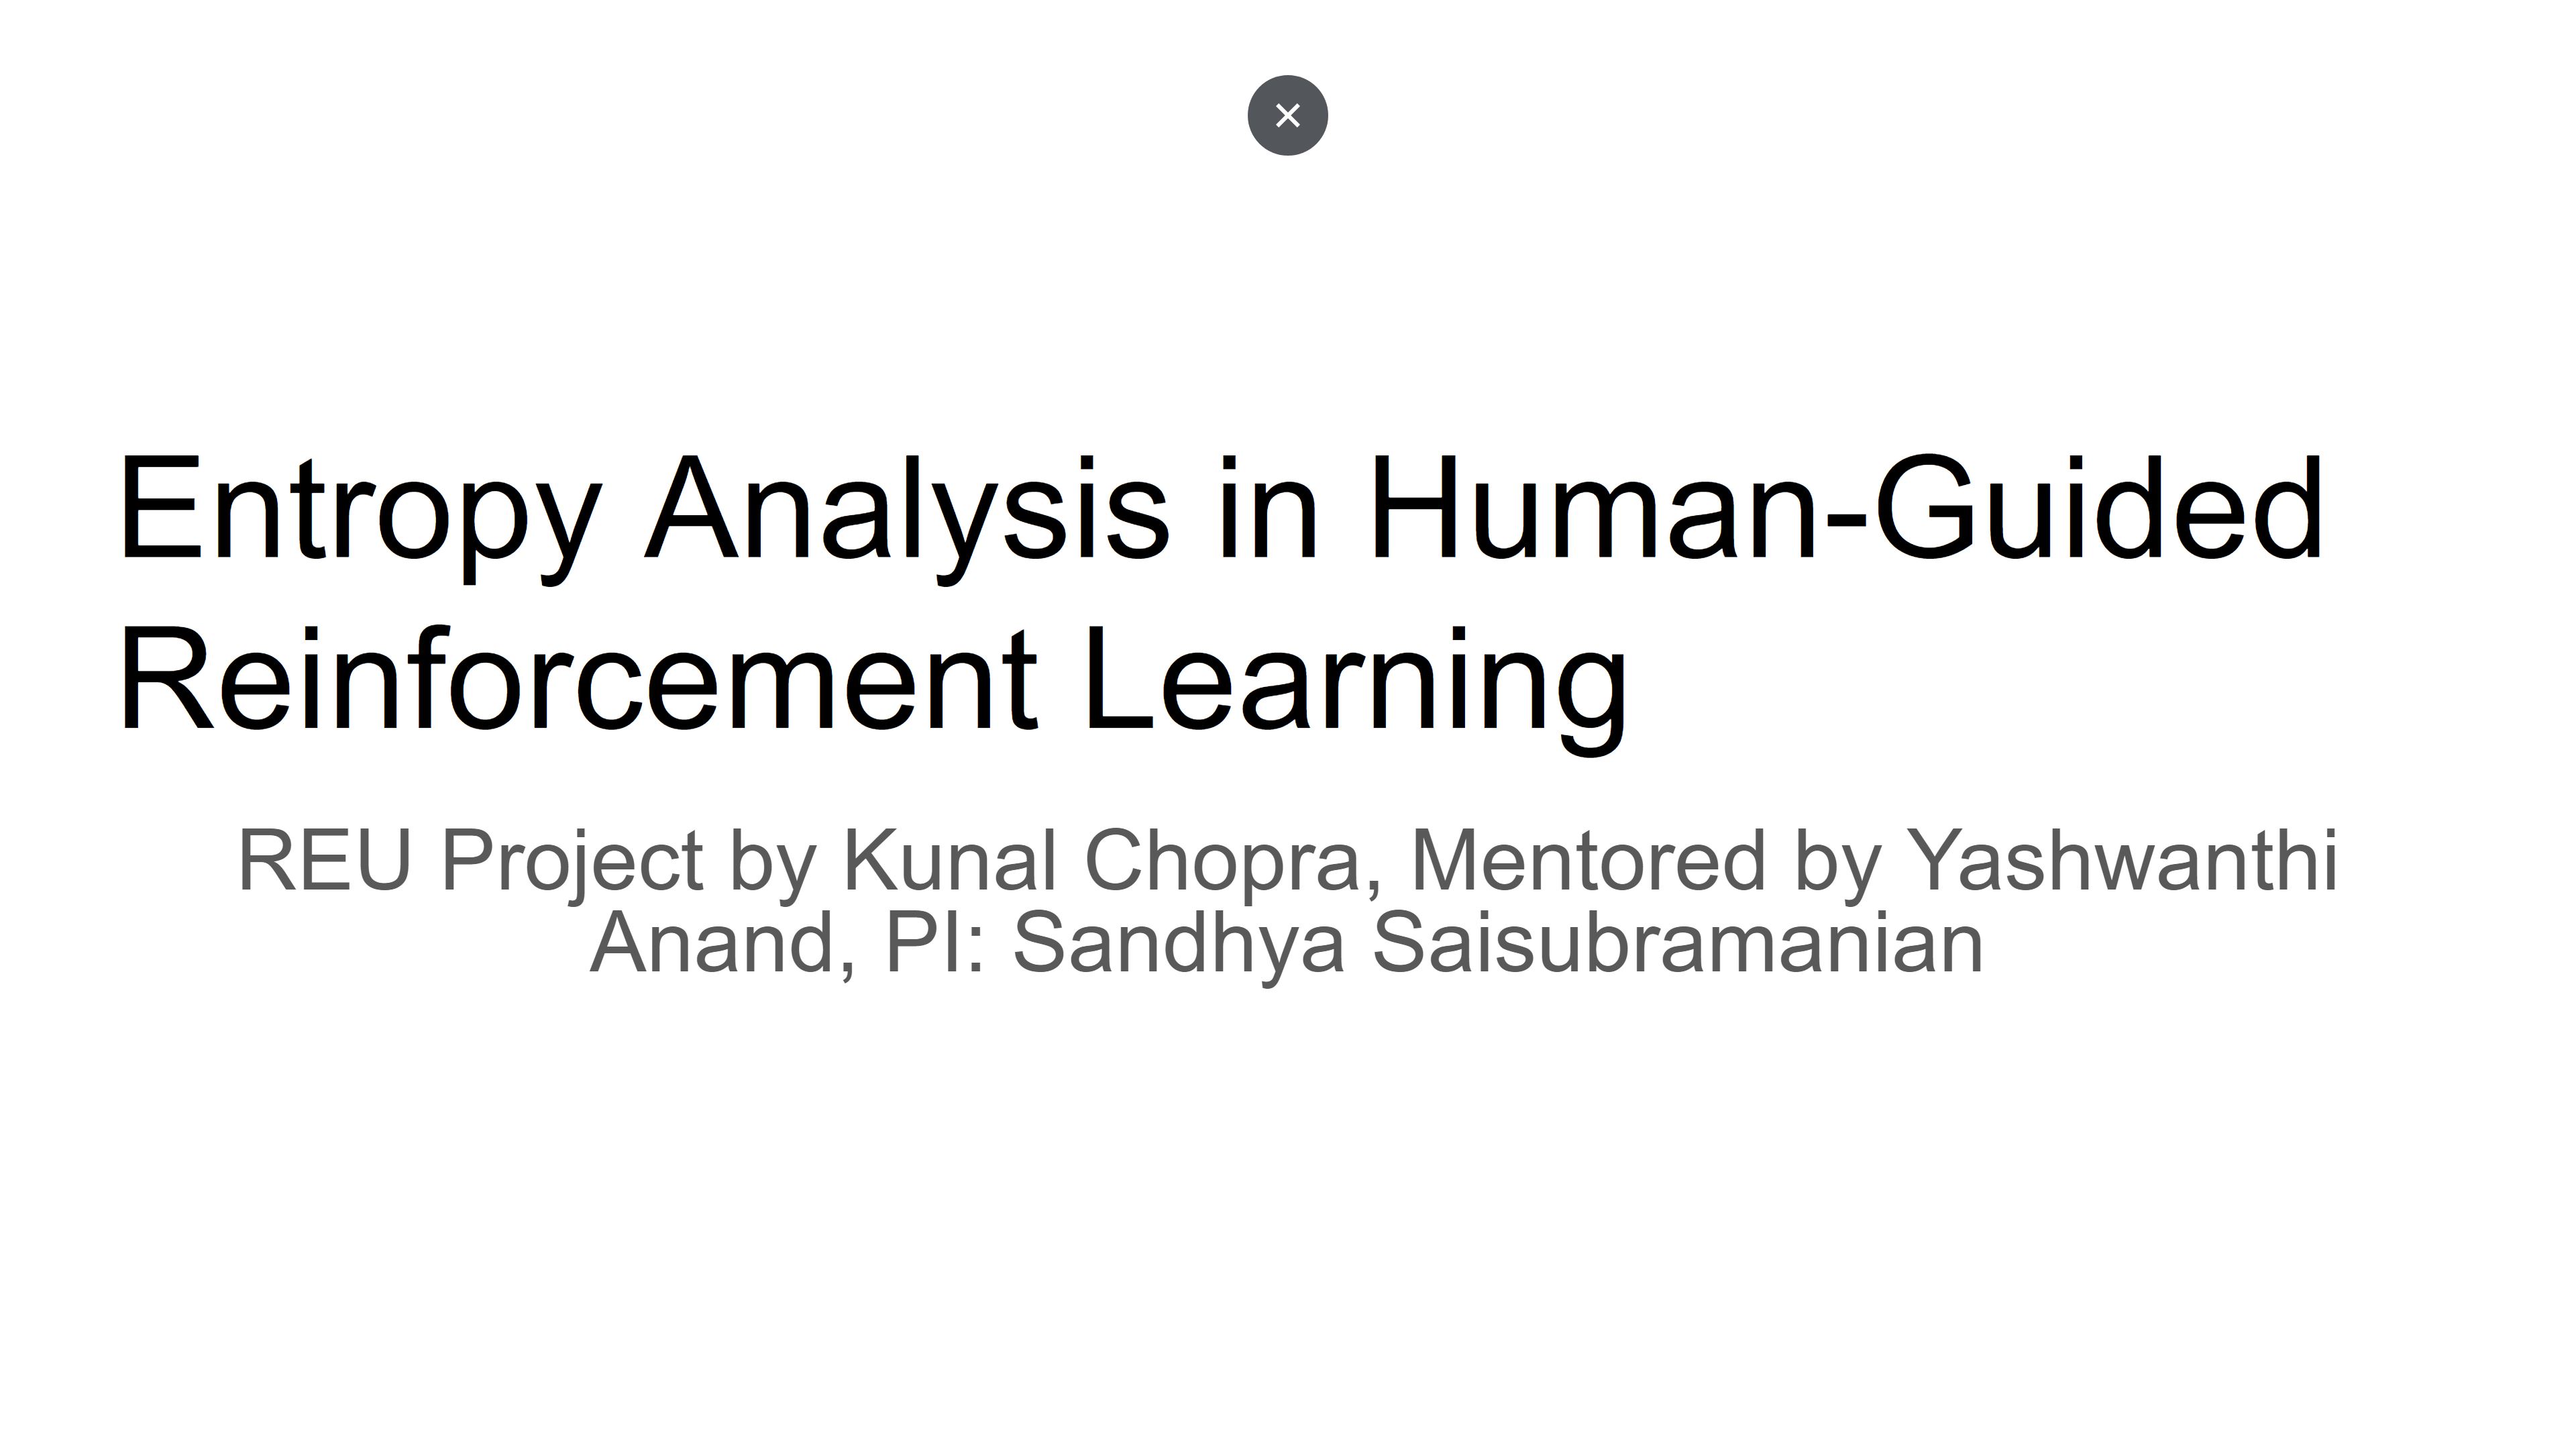 Entropy Analysis in Human-Guided
Reinforcement Learning
REU Project by Kunal Chopra, Mentored by Yashwanthi
Anand, PI: Sandhya Saisubramanian